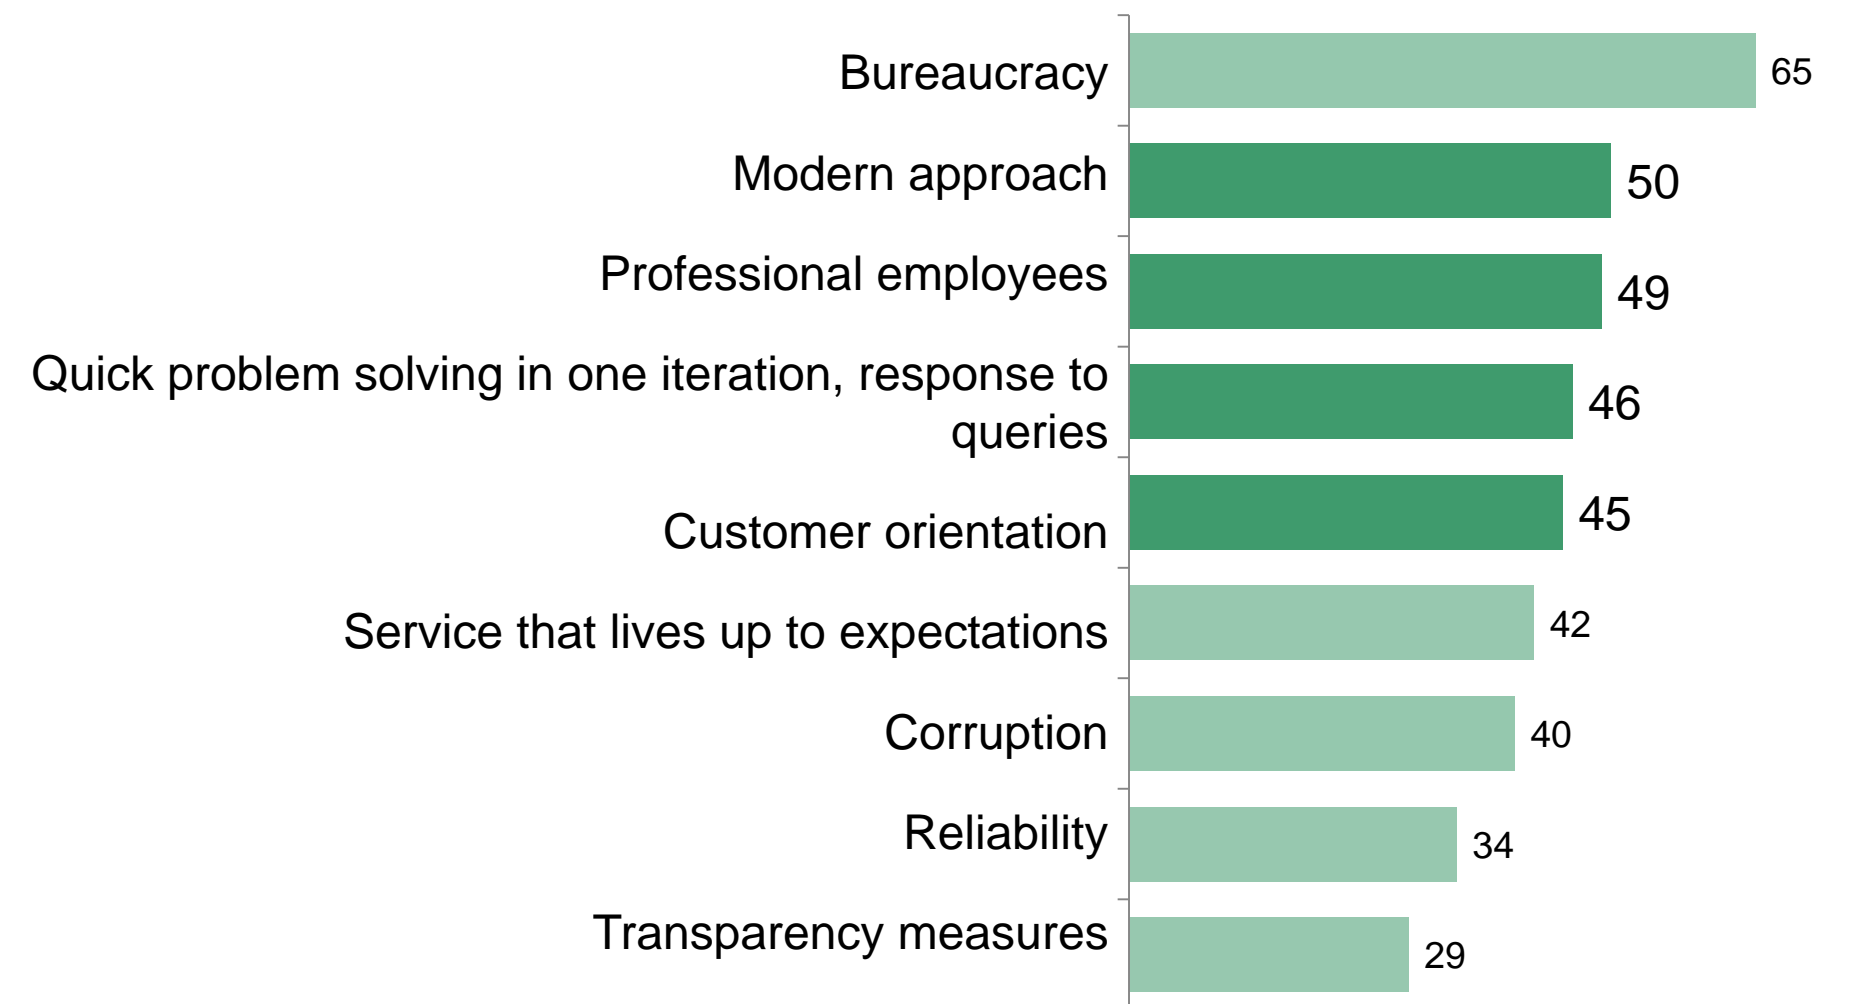 Bureaucracy 65
Modern approach 50
Professional employees 49
Quick problem solving in one iteration, response to
queries 46
Customer orientation 45
Service that lives up to expectations 42
Corruption 40
Reliability 34
Transparency measures 29